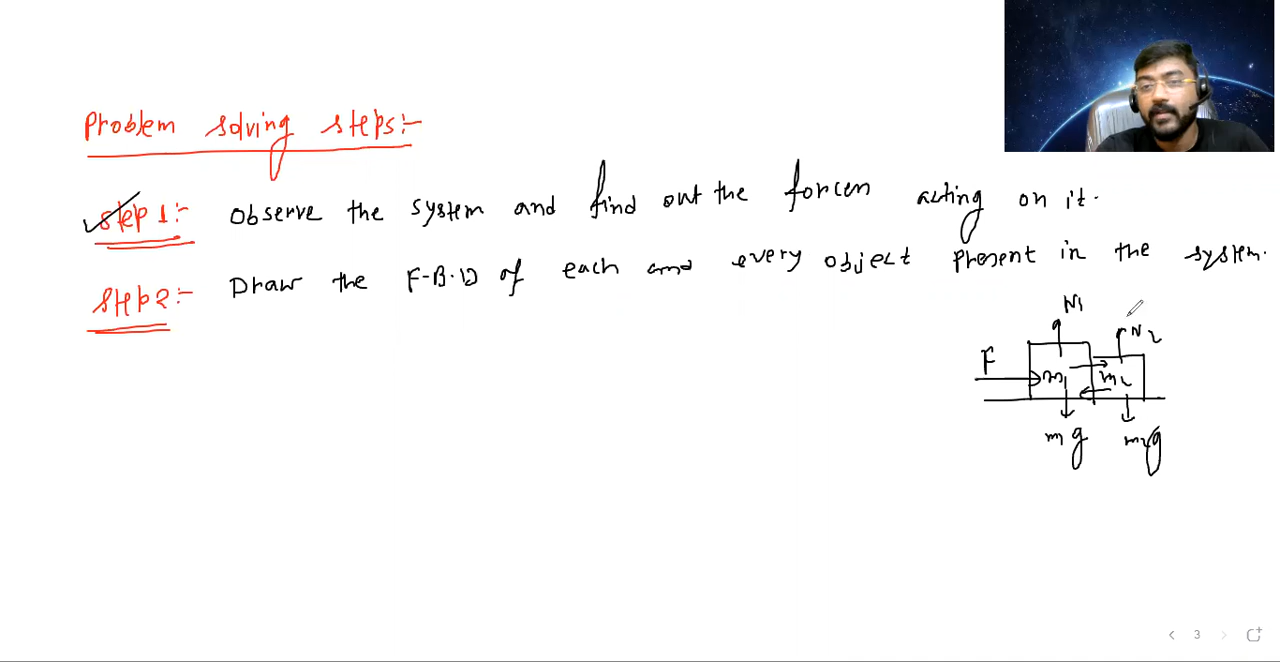 Problem solving steps:-
Step 1:- Observe the system and find out the forces acting on it.
Step 2:- Draw the F.B.D of each and every object present in the system.
N1
N2
F
m1
m2
m1g
m2g
3